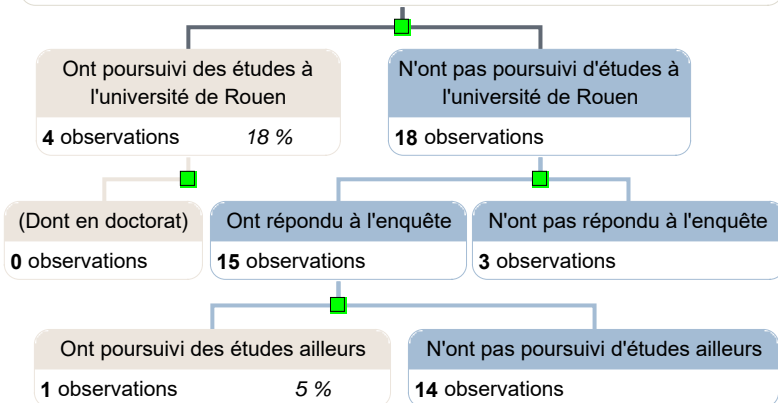 Ont poursuivi des études à
l'université de Rouen
4 observations 18 %
N'ont pas poursuivi d'études à
l'université de Rouen
18 observations
(Dont en doctorat)
0 observations
Ont répondu à l'enquête
15 observations
N'ont pas répondu à l'enquête
3 observations
Ont poursuivi des études ailleurs
1 observations 5 %
N'ont pas poursuivi d'études ailleurs
14 observations